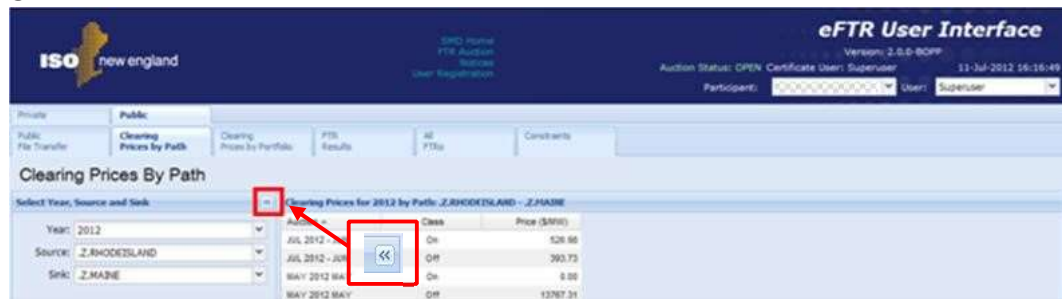 eFTR User Interface
ISO new england
SMD Home
FTR Auction
Notices
User Registration
Version: 2.0.0-BOPP
Auction Status: OPEN Certificate User: Superuser 11-Jul-2012 16:16:49
Participant: User: Superuser
Private Public
Public File Transfer
Clearing Prices by Path
Clearing Prices by Portfolio
FTR Results
All FTRs
Constraints
Clearing Prices By Path
Select Year, Source and Sink
Clearing Prices for 2012 by Path: .Z.RHODEISLAND - .Z.MAINE
Year: 2012
Source: .Z.RHODEISLAND
Sink: .Z.MAINE
Class Price ($/MW)
JUL 2012 - On
JUL 2012 - Off 393.73
MAY 2012 MAY On 0.00
MAY 2012 MAY Off 13767.31